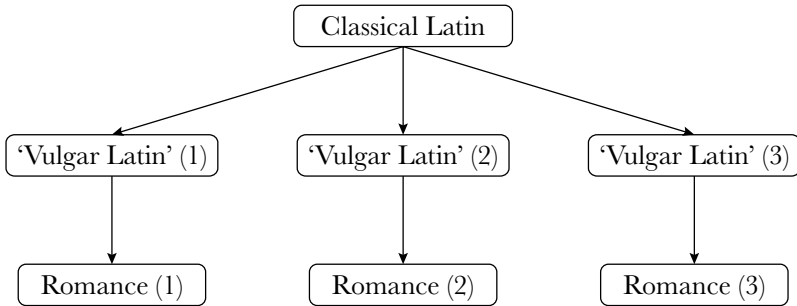 Classical Latin
‘Vulgar Latin’ (1) ‘Vulgar Latin’ (2) ‘Vulgar Latin’ (3)
Romance (1) Romance (2) Romance (3)